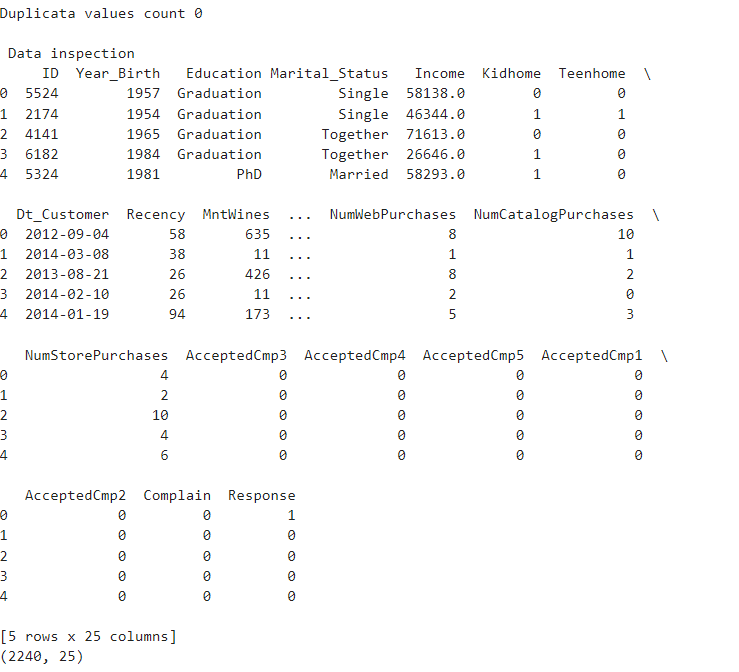 Duplicata values count 0
Data inspection
ID Year_Birth Education Marital_Status Income Kidhome Teenhome \
0 5524 1957 Graduation Single 58138.0 0 0
1 2174 1954 Graduation Single 46344.0 1 1
2 4141 1965 Graduation Together 71613.0 0 0
3 6182 1984 Graduation Together 26646.0 1 0
4 5324 1981 PhD Married 58293.0 1 0
Dt_Customer Recency MntWines ... NumWebPurchases NumCatalogPurchases \
0 2012-09-04 58 635 ... 8 10
1 2014-03-08 38 11 ... 1 1
2 2013-08-21 26 426 ... 8 2
3 2014-02-10 26 11 ... 2 0
4 2014-01-19 94 173 ... 5 3
NumStorePurchases AcceptedCmp3 AcceptedCmp4 AcceptedCmp5 AcceptedCmp1 \
0 4 0 0 0 0
1 2 0 0 0 0
2 10 0 0 0 0
3 4 0 0 0 0
4 6 0 0 0 0
AcceptedCmp2 Complain Response
0 0 0 1
1 0 0 0
2 0 0 0
3 0 0 0
4 0 0 0
[5 rows x 25 columns]
(2240, 25)